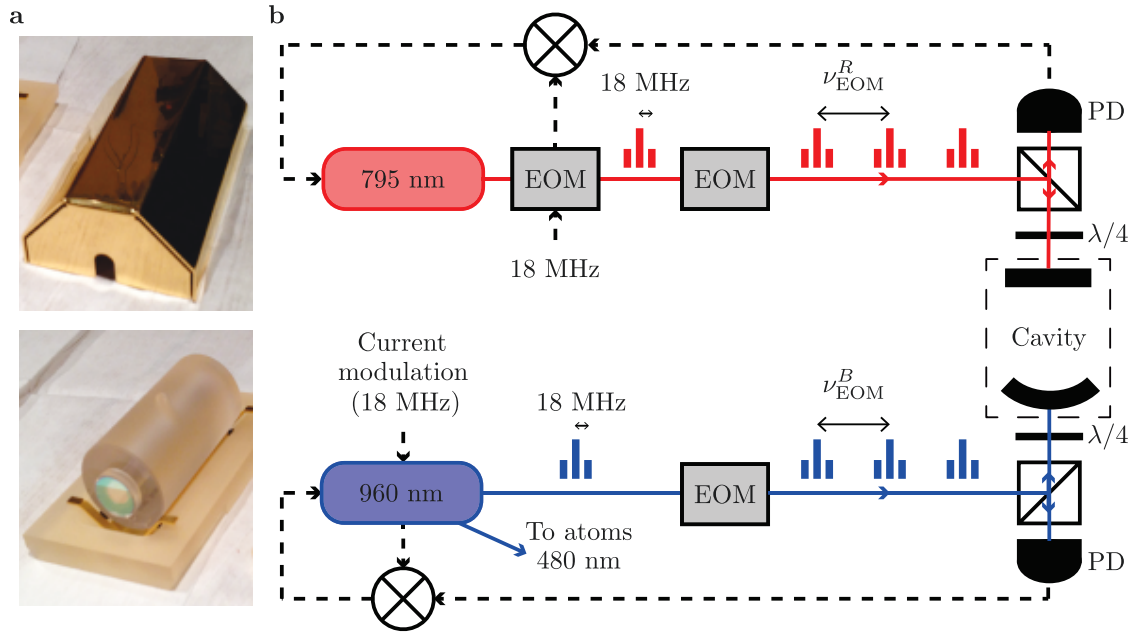 a
b
18 MHz
ν^R_EOM
PD
795 nm
EOM
EOM
λ/4
18 MHz
Cavity
Current
modulation
(18 MHz)
18 MHz
ν^B_EOM
λ/4
960 nm
EOM
To atoms
480 nm
PD